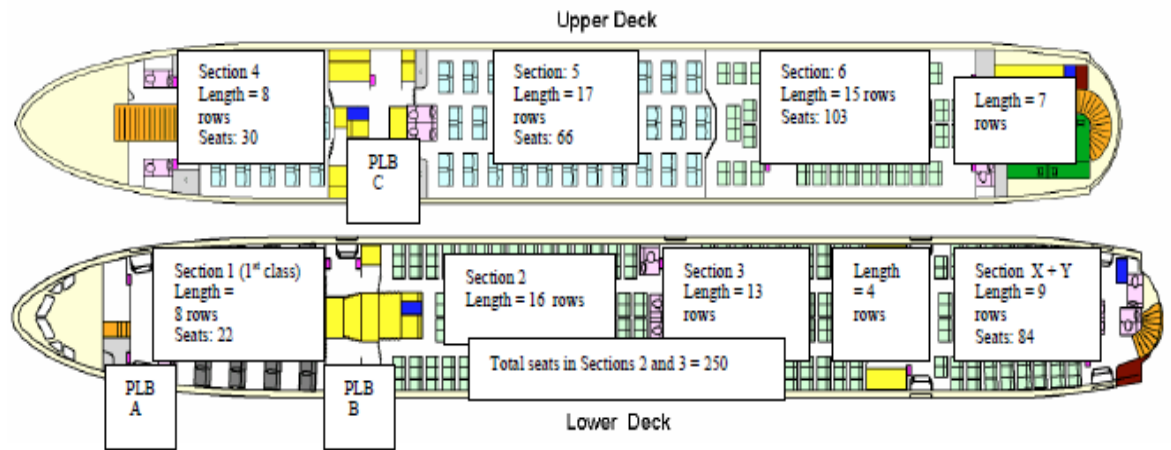 Upper Deck
Section 4
Length = 8
rows
Seats: 30
Section: 5
Length = 17
rows
Seats: 66
Section: 6
Length = 15 rows
Seats: 103
Length = 7
rows
PLB
C
Section 1 (1st class)
Length =
8 rows
Seats: 22
Section 2
Length = 16 rows
Section 3
Length = 13
rows
Length
= 4
rows
Section X + Y
Length = 9
rows
Seats: 84
Total seats in Sections 2 and 3 = 250
PLB
A
PLB
B
Lower Deck